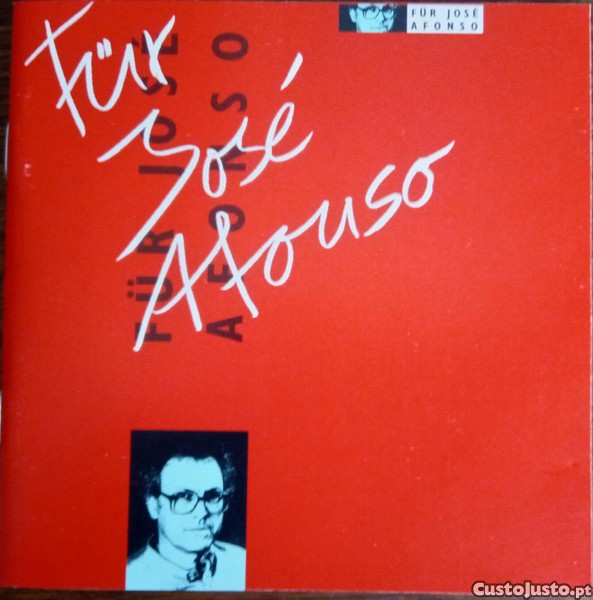 FÜR JOSÉ
AFONSO
Für
José
Afonso
FÜR JOSÉ
AFONSO
CustoJusto.pt